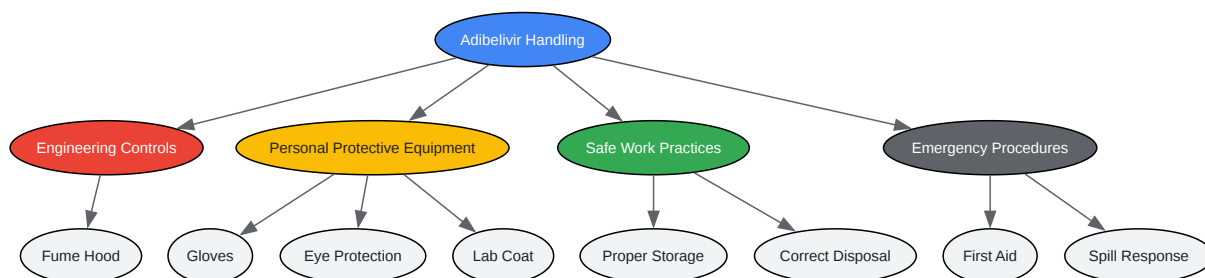 Adibelivir Handling
Engineering Controls
Personal Protective Equipment
Safe Work Practices
Emergency Procedures
Fume Hood
Gloves
Eye Protection
Lab Coat
Proper Storage
Correct Disposal
First Aid
Spill Response